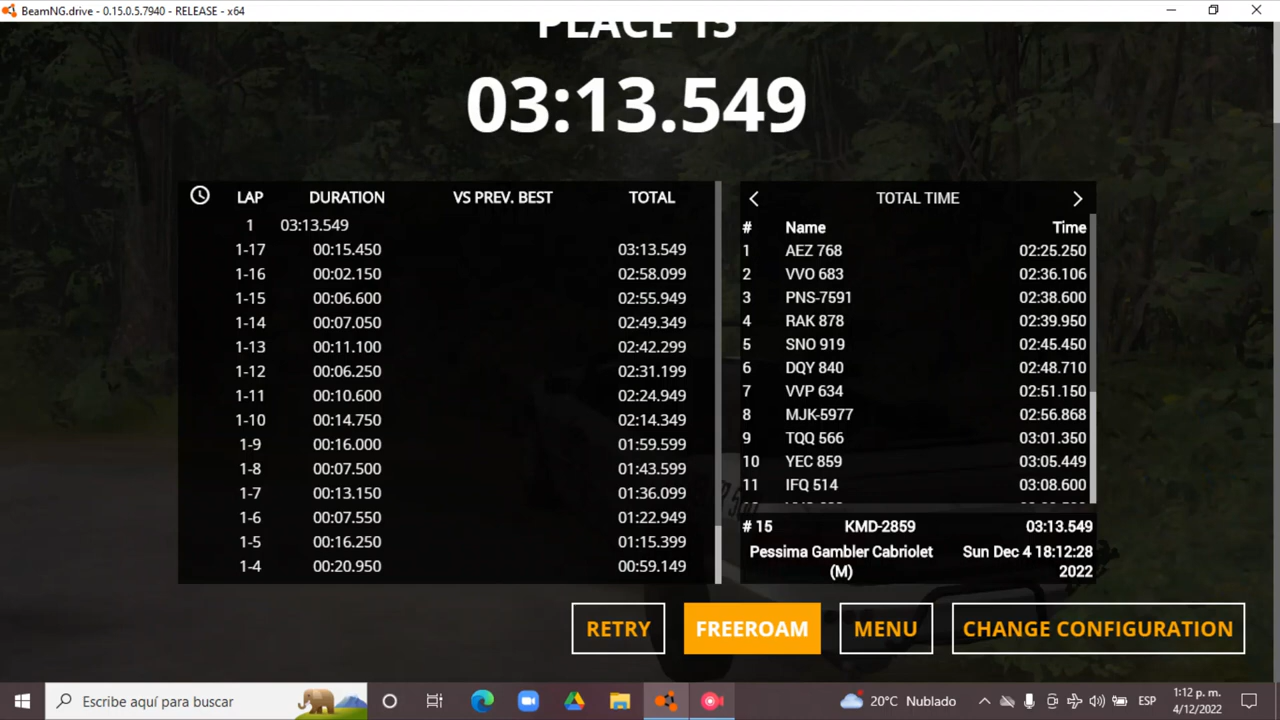 BeamNG.drive - 0.15.0.5.7940 - RELEASE - x64
PLACE 15
03:13.549
LAP DURATION VS PREV. BEST TOTAL
1 03:13.549
1-17 00:15.450 03:13.549
1-16 00:02.150 02:58.099
1-15 00:06.600 02:55.949
1-14 00:07.050 02:49.349
1-13 00:11.100 02:42.299
1-12 00:06.250 02:31.199
1-11 00:10.600 02:24.949
1-10 00:14.750 02:14.349
1-9 00:16.000 01:59.599
1-8 00:07.500 01:43.599
1-7 00:13.150 01:36.099
1-6 00:07.550 01:22.949
1-5 00:16.250 01:15.399
1-4 00:20.950 00:59.149
TOTAL TIME
# Name Time
1 AEZ 768 02:25.250
2 VVO 683 02:36.106
3 PNS-7591 02:38.600
4 RAK 878 02:39.950
5 SNO 919 02:45.450
6 DQY 840 02:48.710
7 VVP 634 02:51.150
8 MJK-5977 02:56.868
9 TQQ 566 03:01.350
10 YEC 859 03:05.449
11 IFQ 514 03:08.600
# 15 KMD-2859 03:13.549
Pessima Gambler Cabriolet (M) Sun Dec 4 18:12:28 2022
RETRY
FREEROAM
MENU
CHANGE CONFIGURATION
Escribe aquí para buscar
20°C Nublado
ESP
1:12 p. m.
4/12/2022